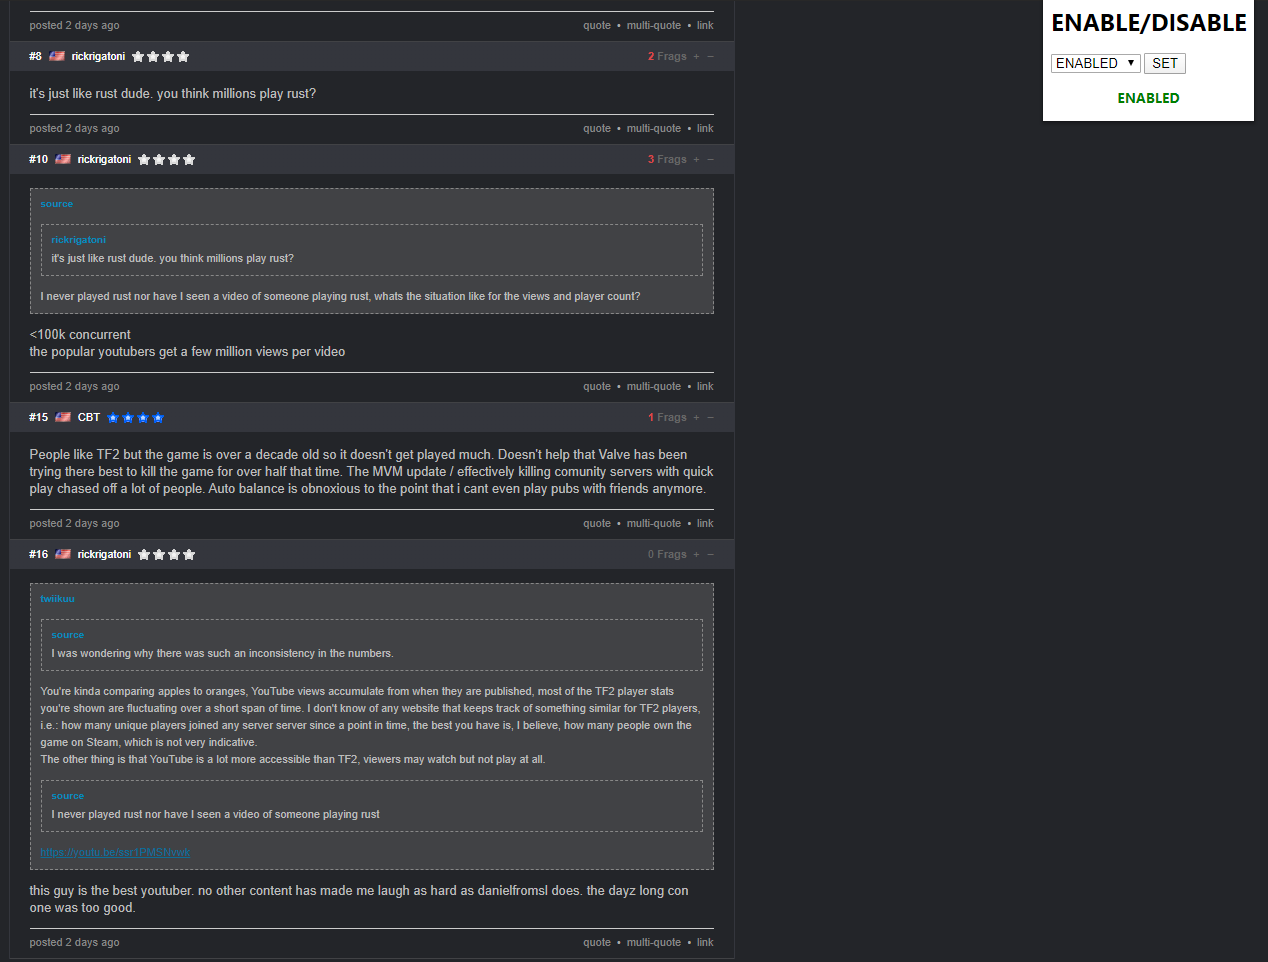 posted 2 days ago quote • multi-quote • link
ENABLE/DISABLE
ENABLED ▼ SET
ENABLED
#8 rickrigatoni 2 Frags + –
it's just like rust dude. you think millions play rust?
posted 2 days ago quote • multi-quote • link
#10 rickrigatoni 3 Frags + –
source
rickrigatoni
it's just like rust dude. you think millions play rust?
I never played rust nor have I seen a video of someone playing rust, whats the situation like for the views and player count?
<100k concurrent
the popular youtubers get a few million views per video
posted 2 days ago quote • multi-quote • link
#15 CBT 1 Frags + –
People like TF2 but the game is over a decade old so it doesn't get played much. Doesn't help that Valve has been
trying there best to kill the game for over half that time. The MVM update / effectively killing comunity servers with quick
play chased off a lot of people. Auto balance is obnoxious to the point that i cant even play pubs with friends anymore.
posted 2 days ago quote • multi-quote • link
#16 rickrigatoni 0 Frags + –
twiikuu
source
I was wondering why there was such an inconsistency in the numbers.
You're kinda comparing apples to oranges, YouTube views accumulate from when they are published, most of the TF2 player stats
you're shown are fluctuating over a short span of time. I don't know of any website that keeps track of something similar for TF2 players,
i.e.: how many unique players joined any server server since a point in time, the best you have is, I believe, how many people own the
game on Steam, which is not very indicative.
The other thing is that YouTube is a lot more accessible than TF2, viewers may watch but not play at all.
source
I never played rust nor have I seen a video of someone playing rust
https://youtu.be/ssr1PMSNvwk
this guy is the best youtuber. no other content has made me laugh as hard as danielfromsl does. the dayz long con
one was too good.
posted 2 days ago quote • multi-quote • link